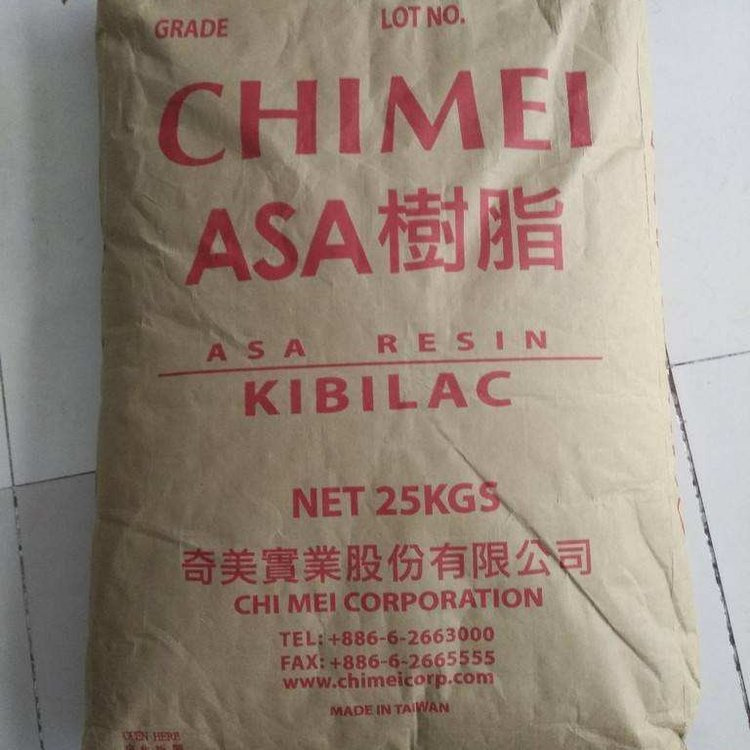 GRADE LOT NO.
CHIMEI
ASA樹脂
ASA RESIN
KIBILAC
NET 25KGS
奇美實業股份有限公司
CHI MEI CORPORATION
TEL: +886-6-2663000
FAX: +886-6-2665555
www.chimeicorp.com
MADE IN TAIWAN
HERE